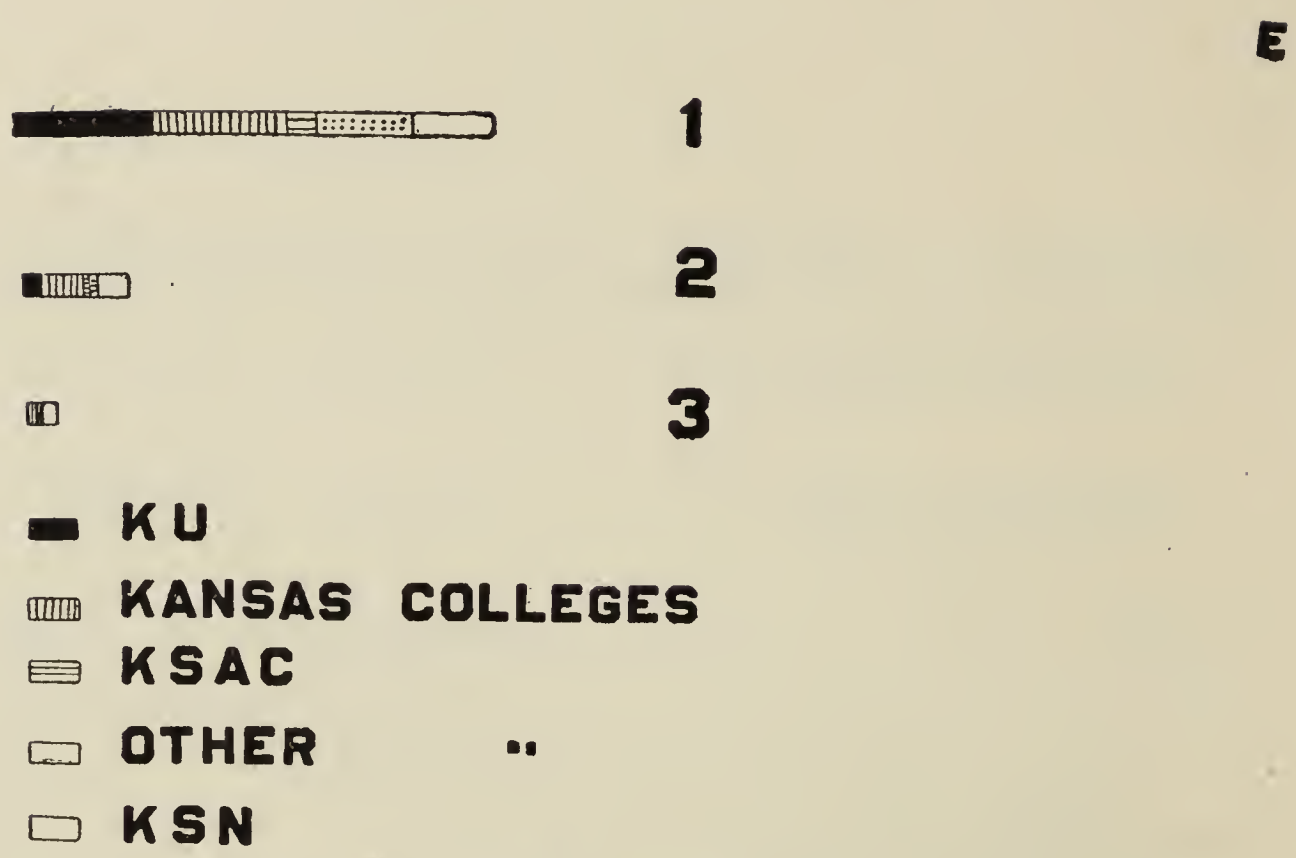 E
1
2
3
KU
KANSAS COLLEGES
KSAC
OTHER "
KSN